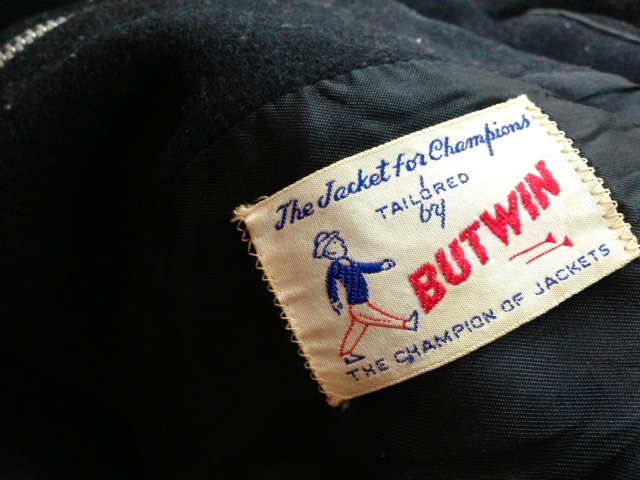 The Jacket for Champions
TAILORED
by
BUTWIN
THE CHAMPION OF JACKETS